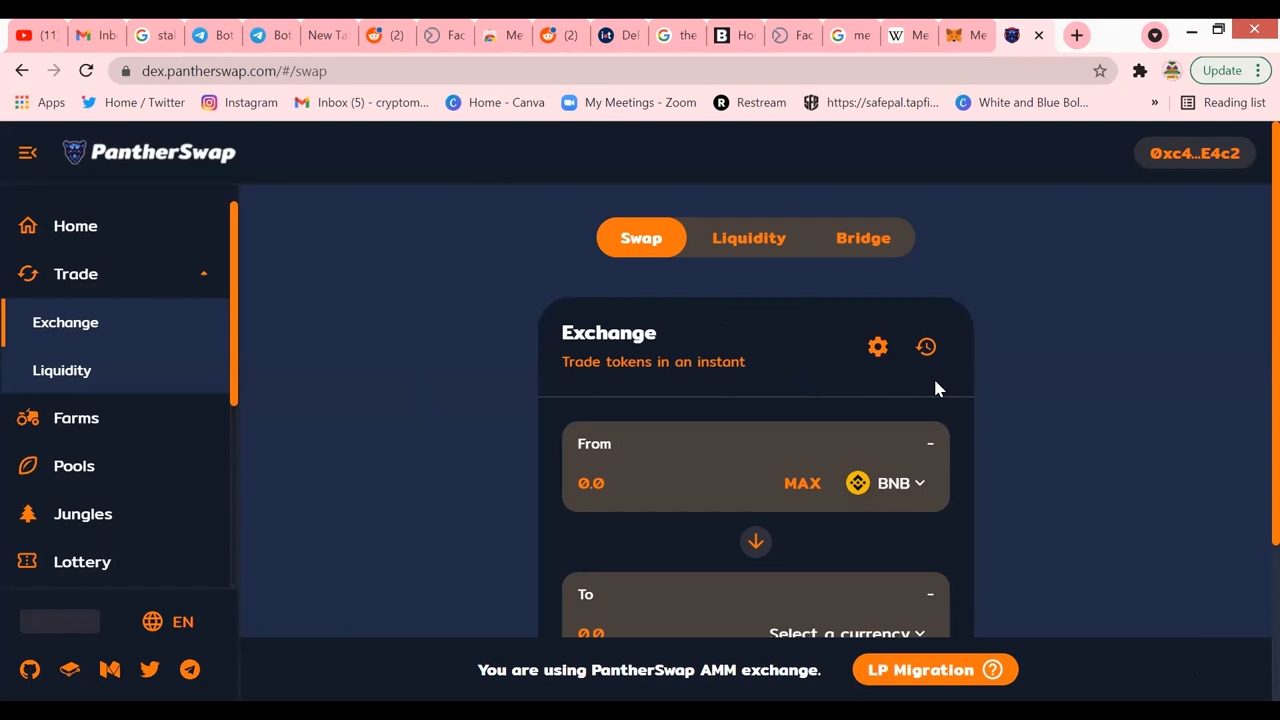 (11)
Inb
sta
Bot
Bot
New Ta
(2)
Fac
Me
(2)
Def
the
Ho
Fac
me
Me
Me
dex.pantherswap.com/#/swap
Update
Apps
Home / Twitter
Instagram
Inbox (5) - cryptom...
Home - Canva
My Meetings - Zoom
Restream
https://safepal.tapfi...
White and Blue Bol...
»
Reading list
PantherSwap
0xc4...E4c2
Home
Trade
Exchange
Liquidity
Farms
Pools
Jungles
Lottery
EN
Swap
Liquidity
Bridge
Exchange
Trade tokens in an instant
From
-
0.0
MAX
BNB
To
-
0.0
Select a currency
You are using PantherSwap AMM exchange.
LP Migration